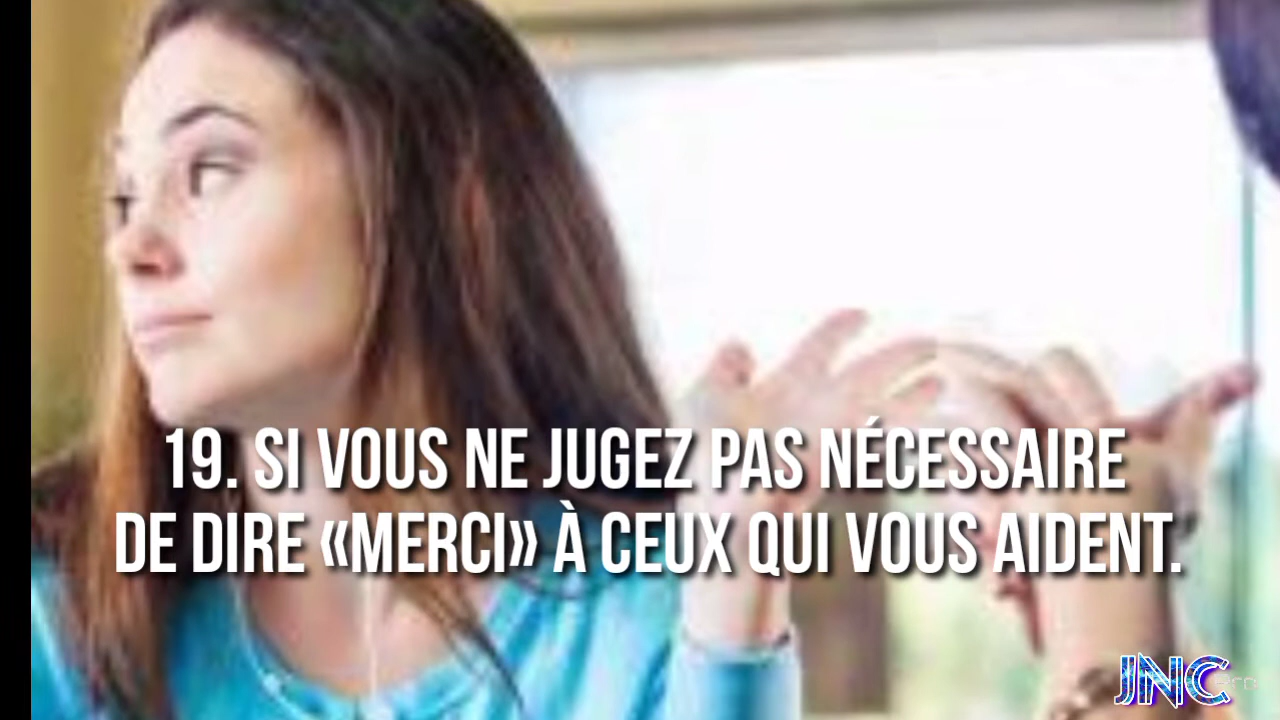 19. SI VOUS NE JUGEZ PAS NÉCESSAIRE
DE DIRE «MERCI» À CEUX QUI VOUS AIDENT.
JNC